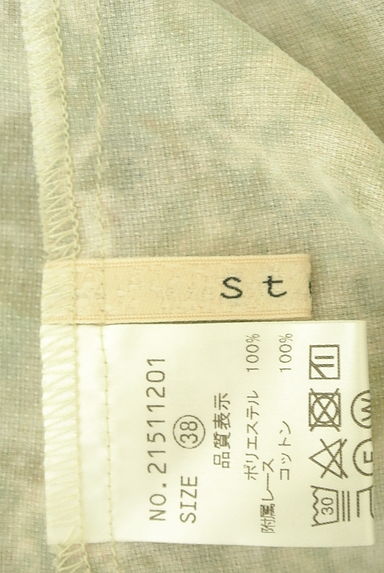 St
NO.21511201
SIZE 38
品質表示
ポリエステル 100%
附属レース
コットン 100%
30
W
F